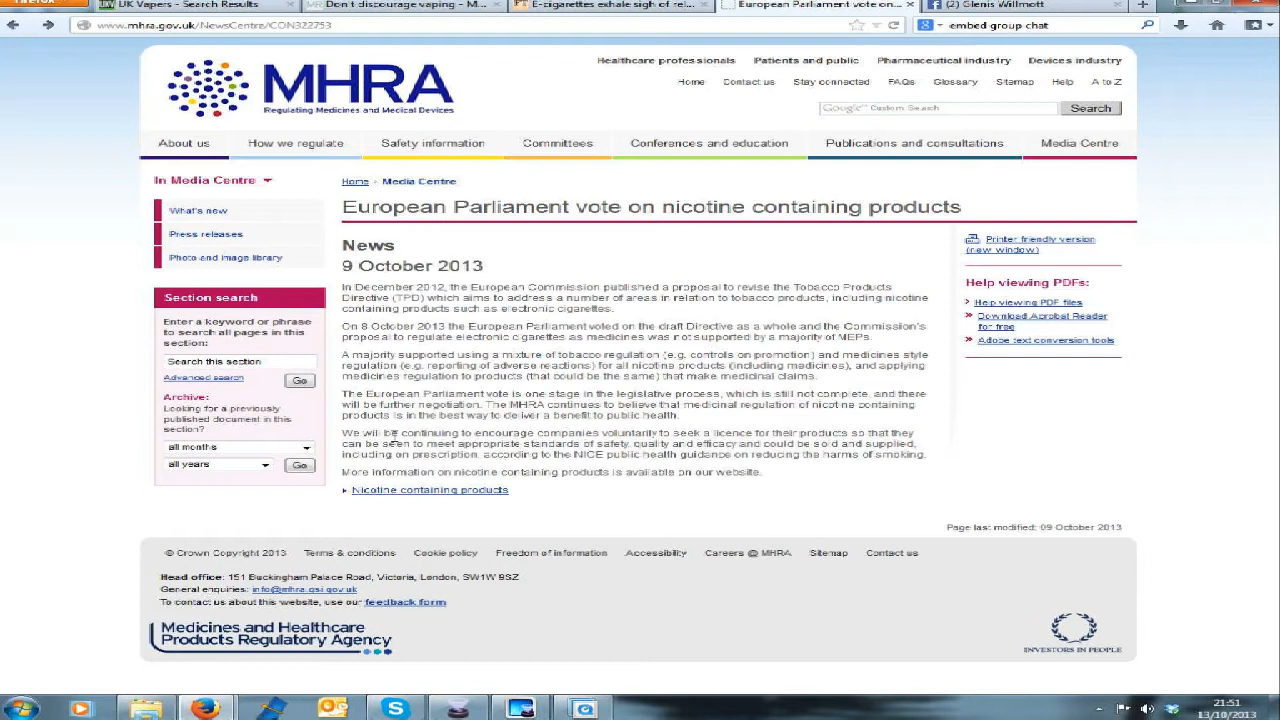 Firefox
UK Vapers - Search Results
Don't discourage vaping - M...
E-cigarettes exhale sigh of rel...
European Parliament vote on...
(2) Glenis Willmott
www.mhra.gov.uk/NewsCentre/CON322753
embed group chat
Healthcare professionals Patients and public Pharmaceutical industry Devices industry
Home Contact us Stay connected FAQs Glossary Sitemap Help A to Z
MHRA
Regulating Medicines and Medical Devices
Google Custom Search
Search
About us How we regulate Safety information Committees Conferences and education Publications and consultations Media Centre
In Media Centre
What's new
Press releases
Photo and image library
Section search
Enter a keyword or phrase
to search all pages in this
section:
Search this section
Advanced search
Go
Archive:
Looking for a previously
published document in this
section?
all months
all years
Go
Home › Media Centre
European Parliament vote on nicotine containing products
News
9 October 2013
In December 2012, the European Commission published a proposal to revise the Tobacco Products
Directive (TPD) which aims to address a number of areas in relation to tobacco products, including nicotine
containing products such as electronic cigarettes.
On 8 October 2013 the European Parliament voted on the draft Directive as a whole and the Commission's
proposal to regulate electronic cigarettes as medicines was not supported by a majority of MEPs.
A majority supported using a mixture of tobacco regulation (e.g. controls on promotion) and medicines style
regulation (e.g. reporting of adverse reactions) for all nicotine products (including medicines), and applying
medicines regulation to products (that could be the same) that make medicinal claims.
The European Parliament vote is one stage in the legislative process, which is still not complete, and there
will be further negotiation. The MHRA continues to believe that medicinal regulation of nicotine containing
products is in the best way to deliver a benefit to public health.
We will be continuing to encourage companies voluntarily to seek a licence for their products so that they
can be seen to meet appropriate standards of safety, quality and efficacy and could be sold and supplied,
including on prescription, according to the NICE public health guidance on reducing the harms of smoking.
More information on nicotine containing products is available on our website.
Nicotine containing products
Printer friendly version
(new window)
Help viewing PDFs:
Help viewing PDF files
Download Acrobat Reader
for free
Adobe text conversion tools
Page last modified: 09 October 2013
© Crown Copyright 2013 Terms & conditions Cookie policy Freedom of information Accessibility Careers @ MHRA Sitemap Contact us
Head office: 151 Buckingham Palace Road, Victoria, London, SW1W 9SZ
General enquiries: info@mhra.gsi.gov.uk
To contact us about this website, use our feedback form
Medicines and Healthcare
Products Regulatory Agency
INVESTORS IN PEOPLE
21:51
13/10/2013